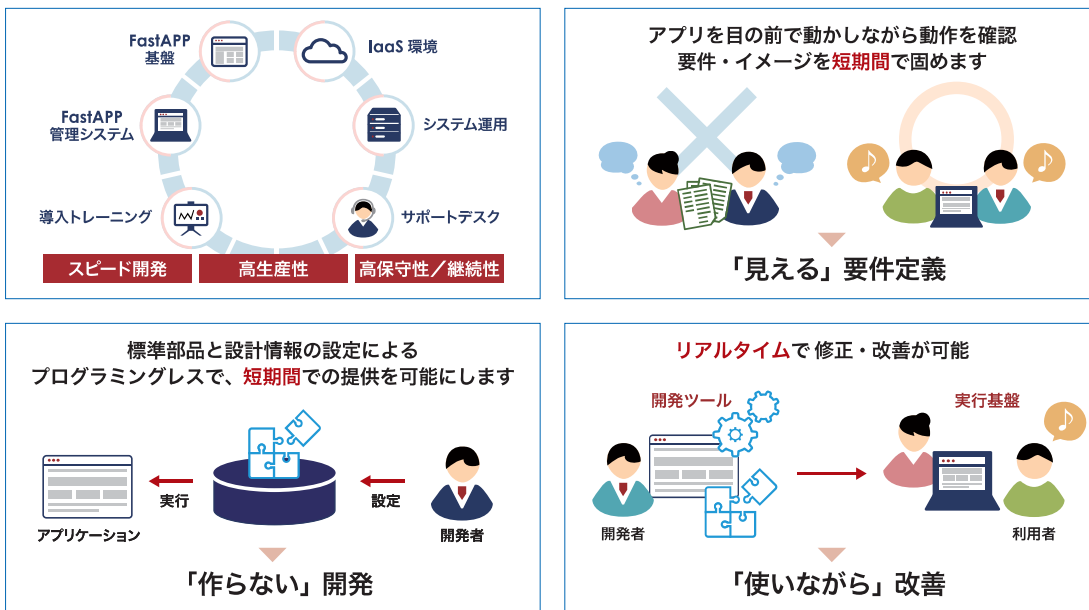 FastAPP
基盤
IaaS 環境
FastAPP
管理システム
システム運用
導入トレーニング
サポートデスク
スピード開発
高生産性
高保守性／継続性
アプリを目の前で動かしながら動作を確認
要件・イメージを短期間で固めます
「見える」要件定義
標準部品と設計情報の設定による
プログラミングレスで、短期間での提供を可能にします
実行
設定
アプリケーション
開発者
「作らない」開発
リアルタイムで 修正・改善が可能
開発ツール
実行基盤
開発者
利用者
「使いながら」改善